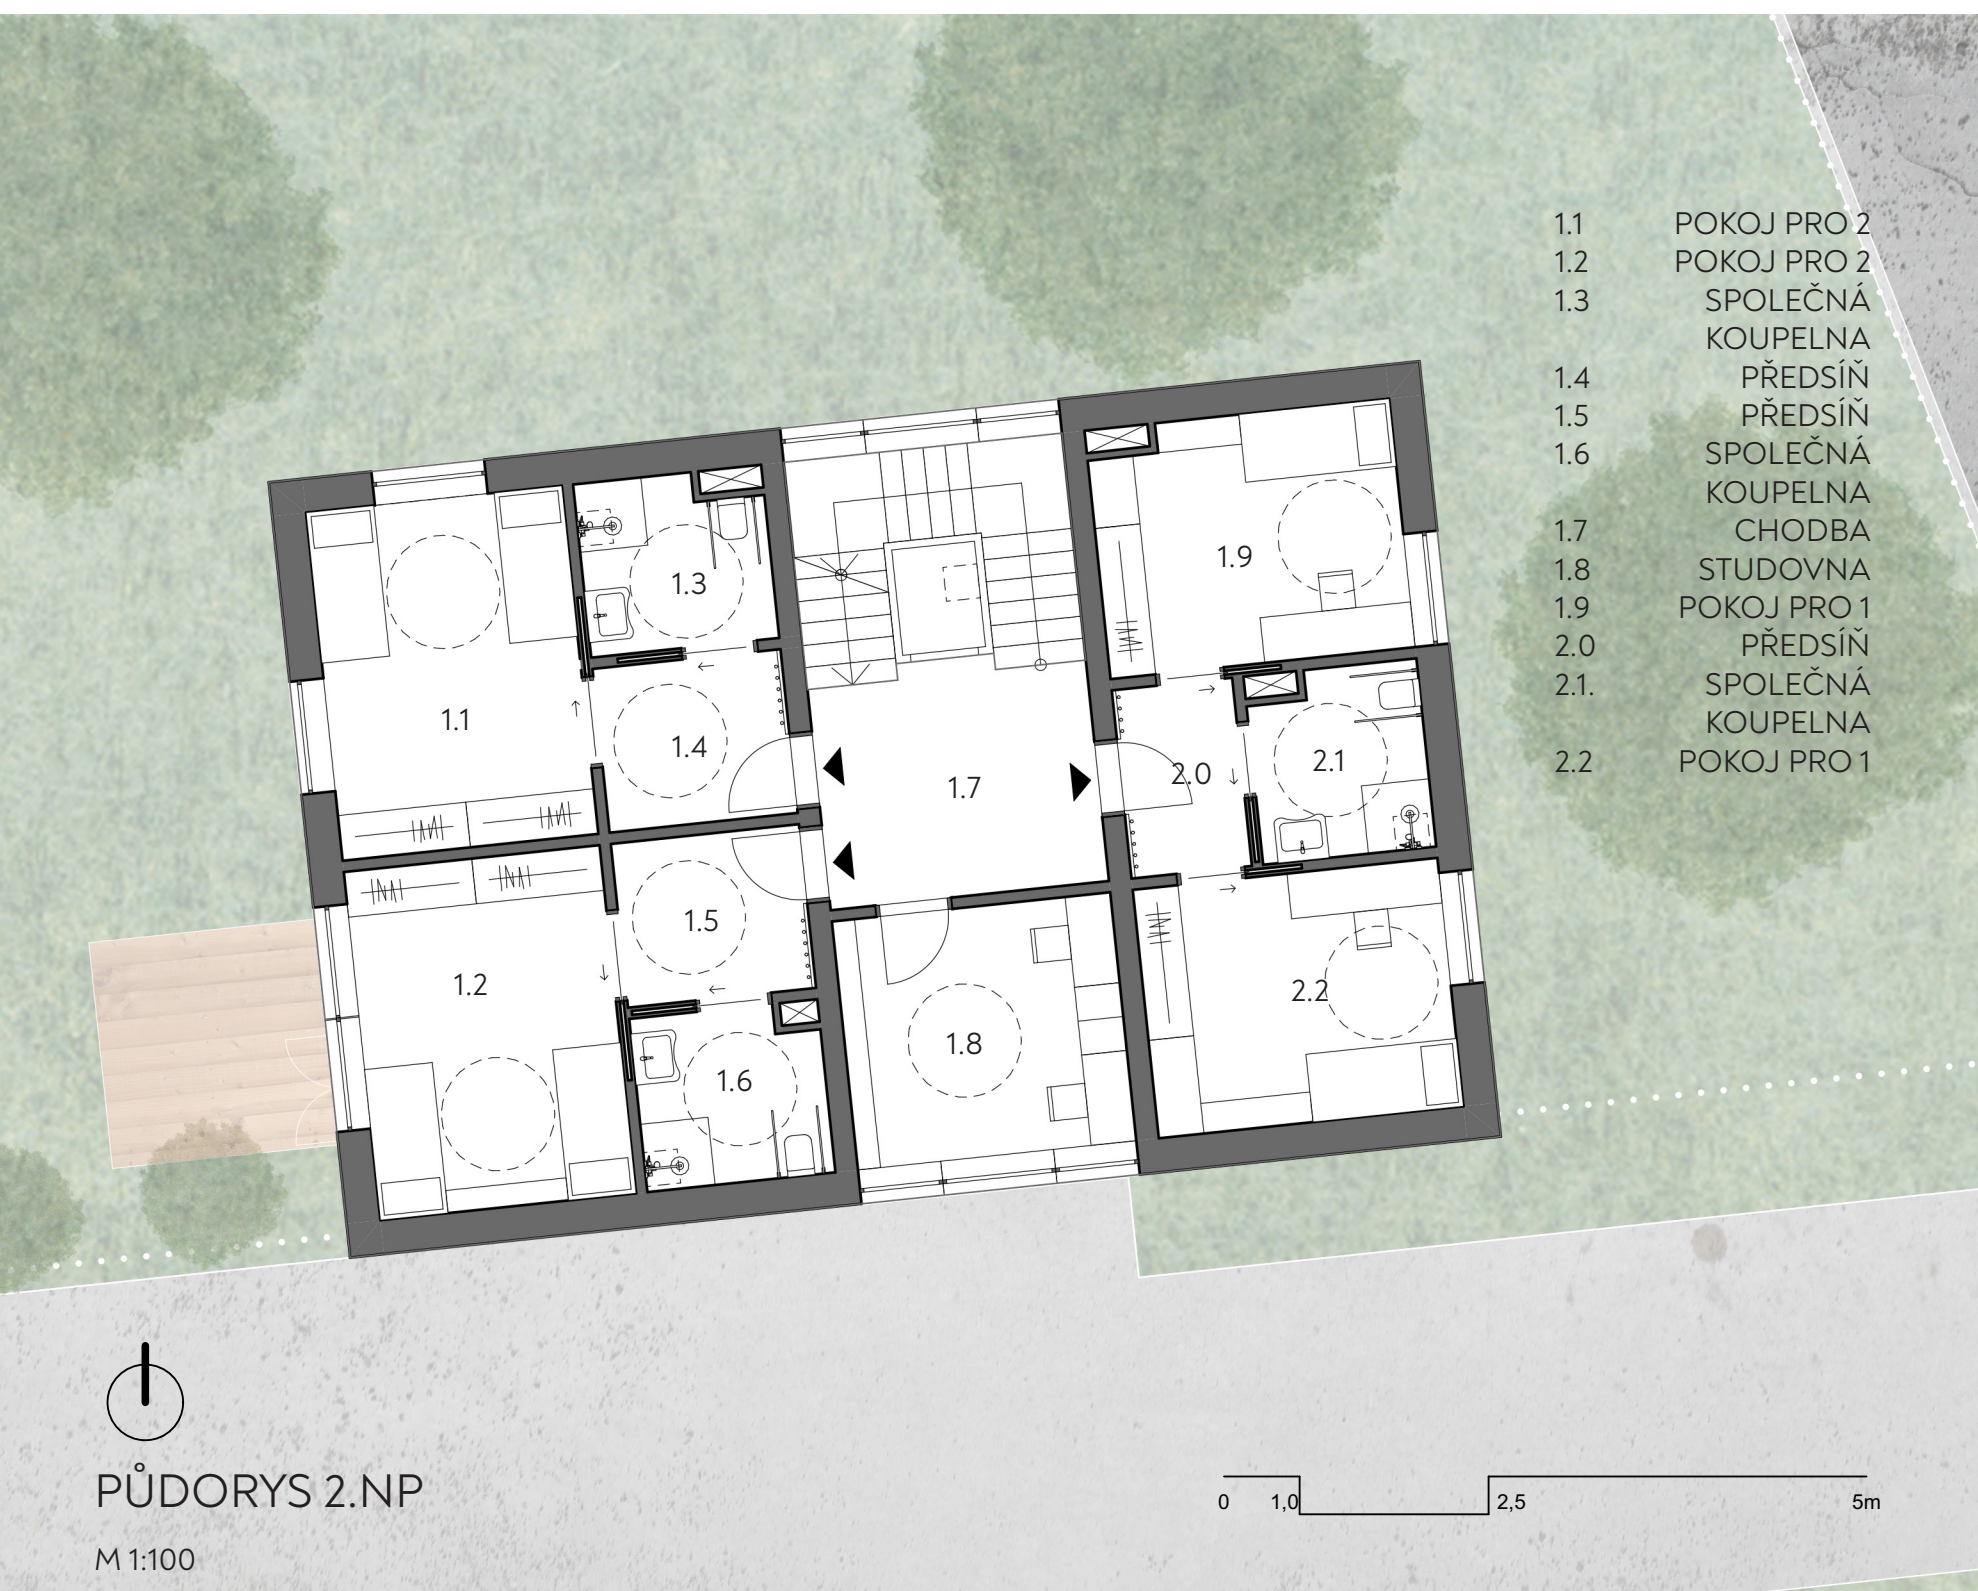 1.1 POKOJ PRO 2
1.2 POKOJ PRO 2
1.3 SPOLEČNÁ
KOUPELNA
1.4 PŘEDSÍŇ
1.5 PŘEDSÍŇ
1.6 SPOLEČNÁ
KOUPELNA
1.7 CHODBA
1.8 STUDOVNA
1.9 POKOJ PRO 1
2.0 PŘEDSÍŇ
2.1. SPOLEČNÁ
KOUPELNA
2.2 POKOJ PRO 1
1.9
1.3
1.1
1.4
2.0
2.1
1.7
1.5
1.2
2.2
1.8
1.6
PŮDORYS 2.NP
M 1:100
0 1,0 2,5 5m